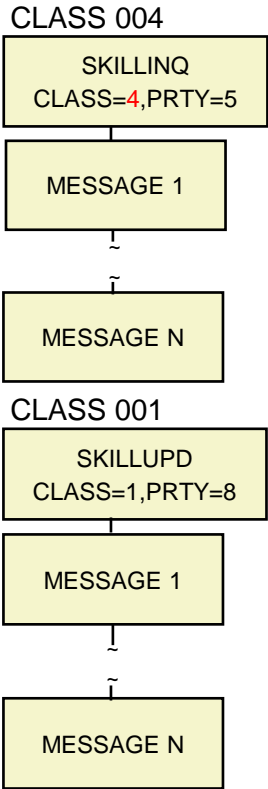 CLASS 004
SKILLINQ
CLASS=4,PRTY=5
MESSAGE 1
~
~
MESSAGE N
CLASS 001
SKILLUPD
CLASS=1,PRTY=8
MESSAGE 1
~
~
MESSAGE N